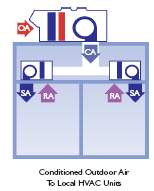 OA
CA
SA
RA
RA
SA
Conditioned Outdoor Air
To Local HVAC Units